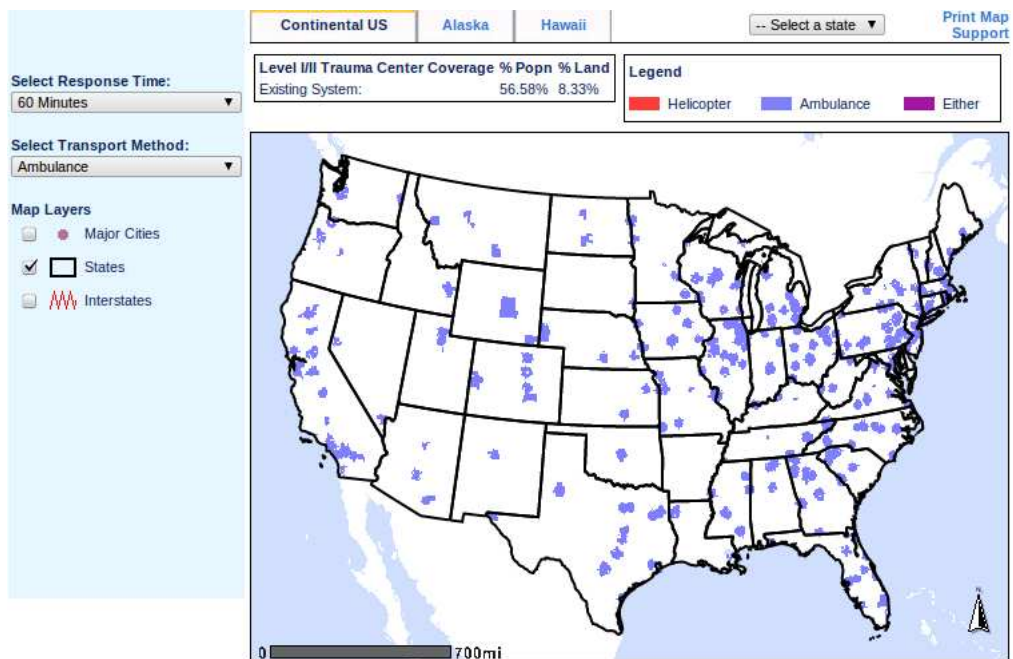 Continental US
Alaska
Hawaii
-- Select a state
Print Map
Support
Select Response Time:
60 Minutes
Select Transport Method:
Ambulance
Map Layers
Major Cities
States
Interstates
Level I/II Trauma Center Coverage % Popn % Land
Existing System: 56.58% 8.33%
Legend
Helicopter
Ambulance
Either
N
0 700mi